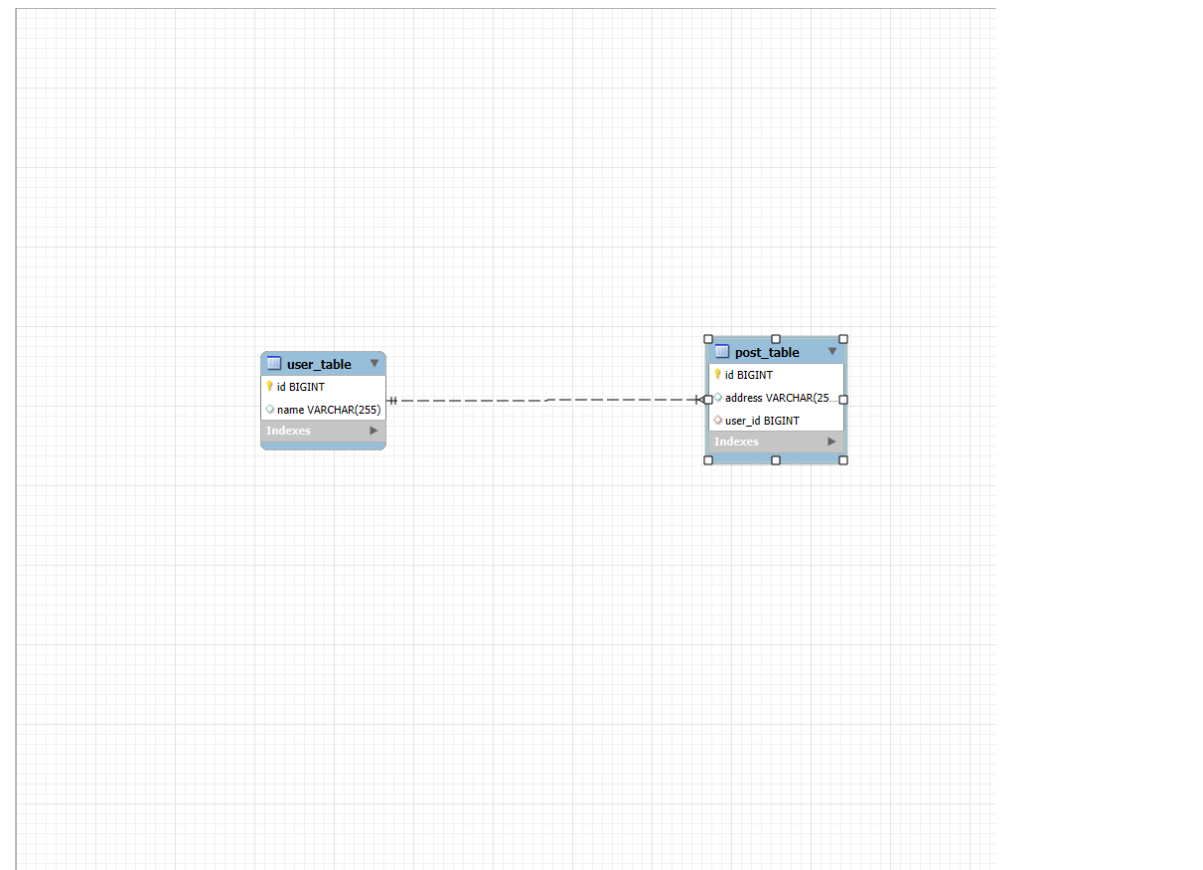 user_table
id BIGINT
name VARCHAR(255)
Indexes
post_table
id BIGINT
address VARCHAR(25...
user_id BIGINT
Indexes